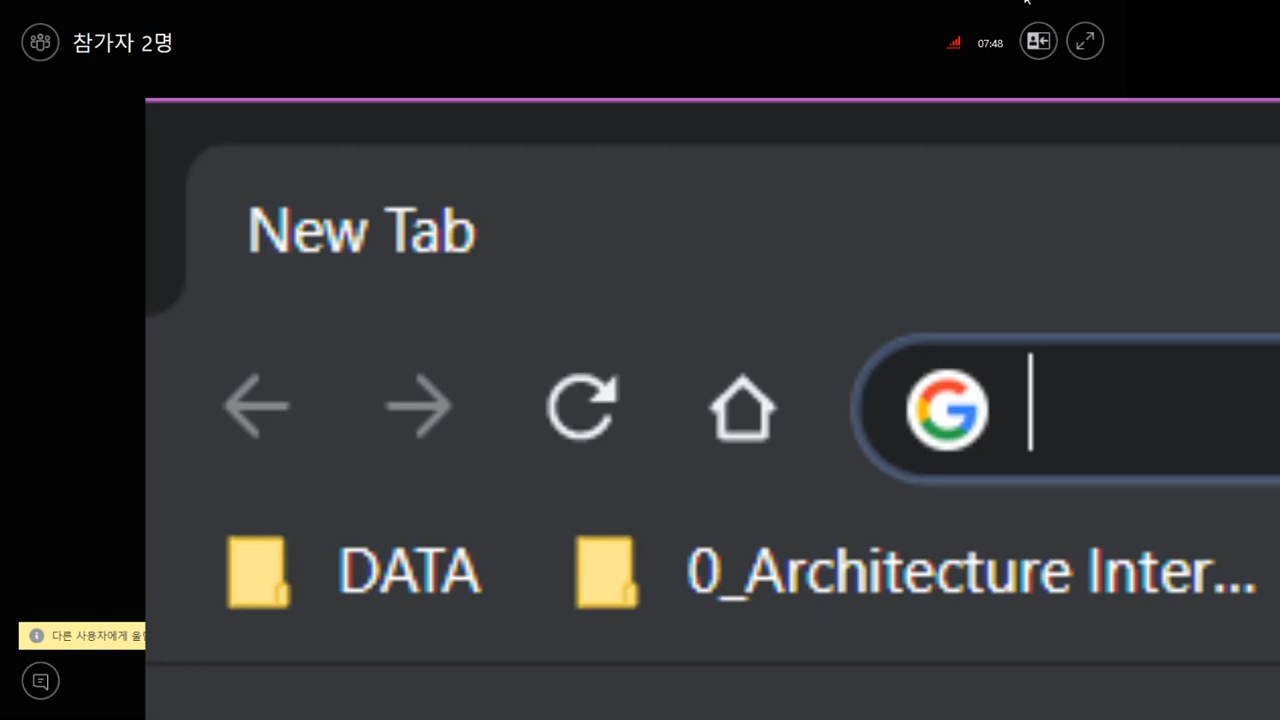 참가자 2명
07:48
New Tab
DATA
0_Architecture Inter...
다른 사용자에게